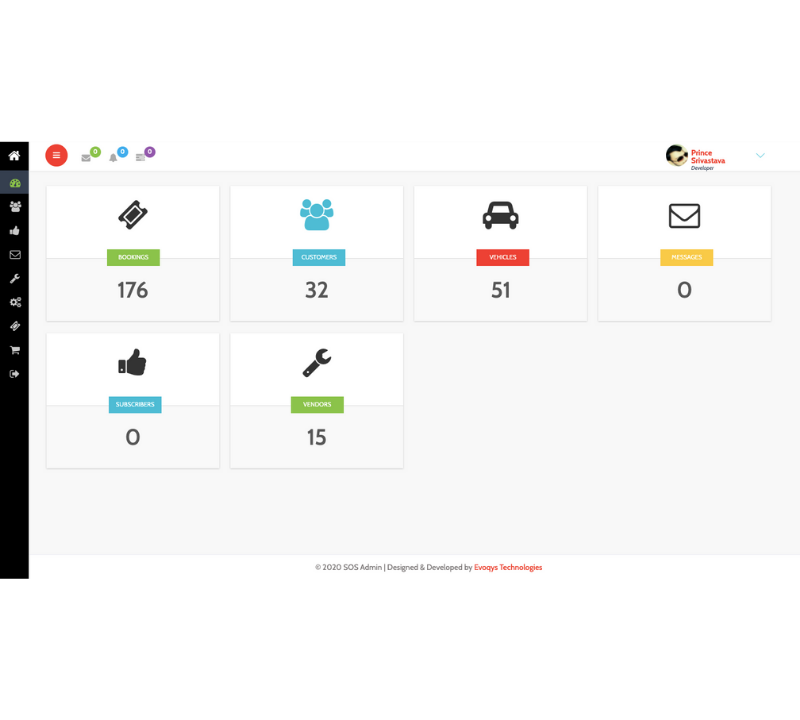 0 0 0
Prince
Srivastava
Developer
BOOKINGS CUSTOMERS VEHICLES MESSAGES
176 32 51 0
SUBSCRIBERS VENDORS
0 15
© 2020 SOS Admin | Designed & Developed by Evoqys Technologies